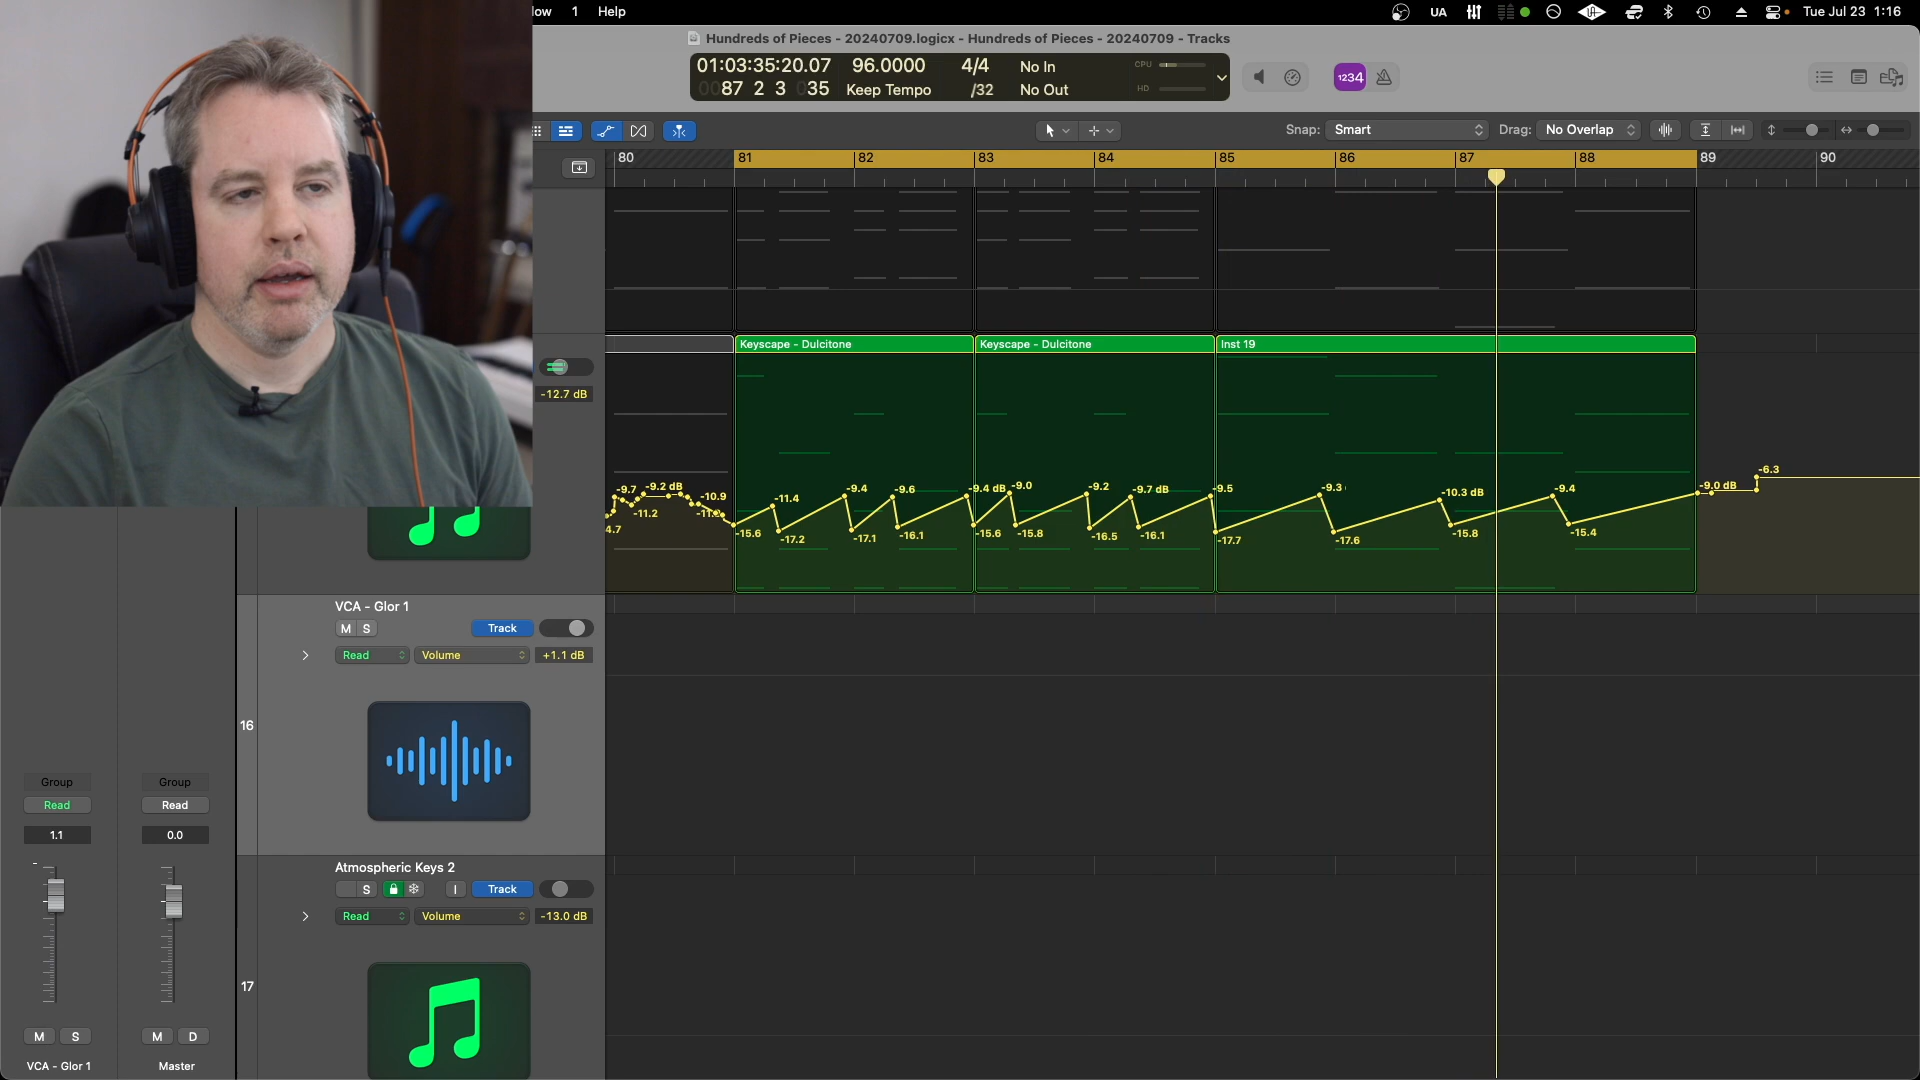 low 1 Help
UA
Tue Jul 23 1:16
Hundreds of Pieces - 20240709.logicx - Hundreds of Pieces - 20240709 - Tracks
01:03:35:20.07 96.0000 4/4 No In CPU
0087 2 3 035 Keep Tempo /32 No Out HD
1234
Snap: Smart Drag: No Overlap
80 81 82 83 84 85 86 87 88 89 90
Keyscape - Dulcitone Keyscape - Dulcitone Inst 19
-12.7 dB
-6.3
-9.7 -9.2 dB -10.9 -11.4 -9.4 -9.6 -9.4 dB -9.0 -9.2 -9.7 dB -9.5 -9.3 -10.3 dB -9.4 -9.0 dB
4.7 -11.2 -15.6 -17.2 -17.1 -16.1 -15.6 -15.8 -16.5 -16.1 -17.7 -17.6 -15.8 -15.4
VCA - Glor 1
M S Track
Read Volume +1.1 dB
16
Group Group
Read Read
1.1 0.0
Atmospheric Keys 2
S I Track
Read Volume -13.0 dB
17
M S M D
VCA - Glor 1 Master